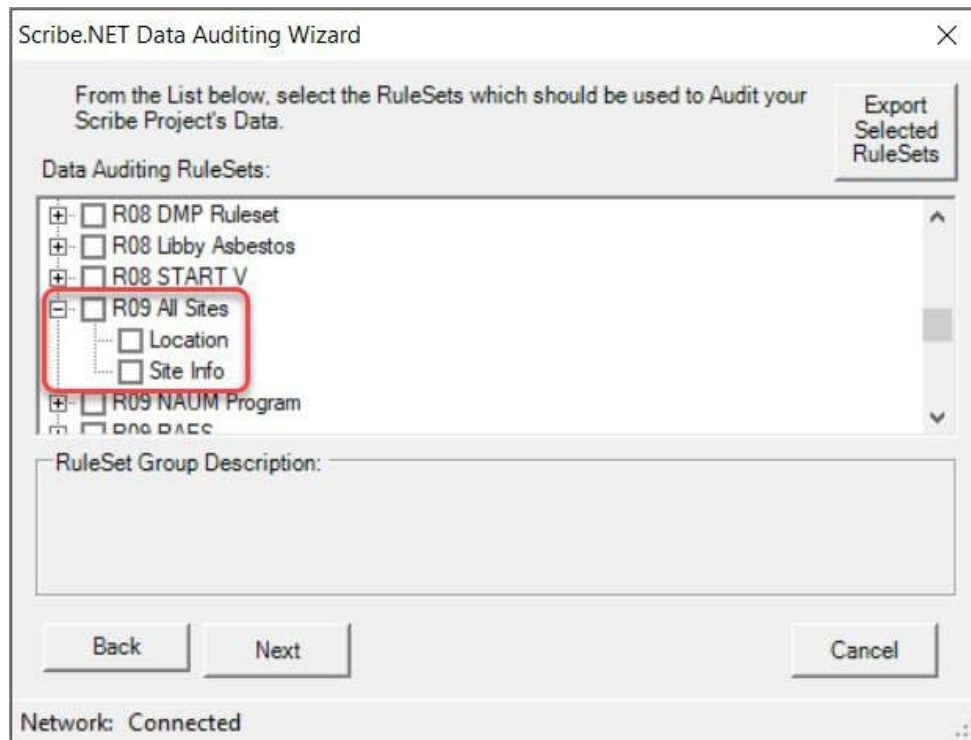 Scribe.NET Data Auditing Wizard
From the List below, select the RuleSets which should be used to Audit your
Scribe Project's Data.
Export
Selected
RuleSets
Data Auditing RuleSets:
R08 DMP Ruleset
R08 Libby Asbestos
R08 START V
R09 All Sites
Location
Site Info
R09 NAUM Program
R09
RuleSet Group Description:
Back
Next
Cancel
Network: Connected